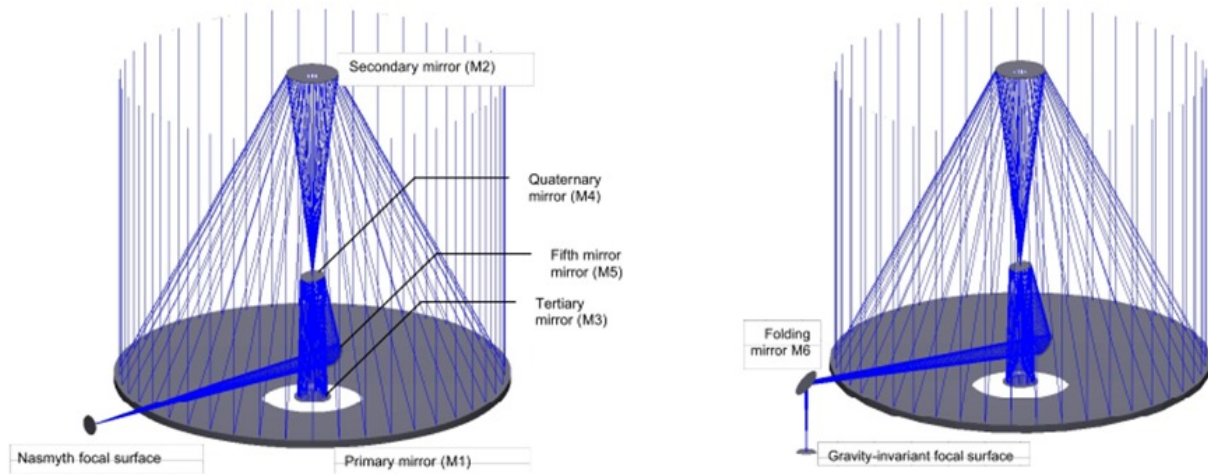 Secondary mirror (M2)
Quaternary
mirror (M4)
Fifth mirror
mirror (M5)
Tertiary
mirror (M3)
Nasmyth focal surface
Primary mirror (M1)
Folding
mirror M6
Gravity-invariant focal surface